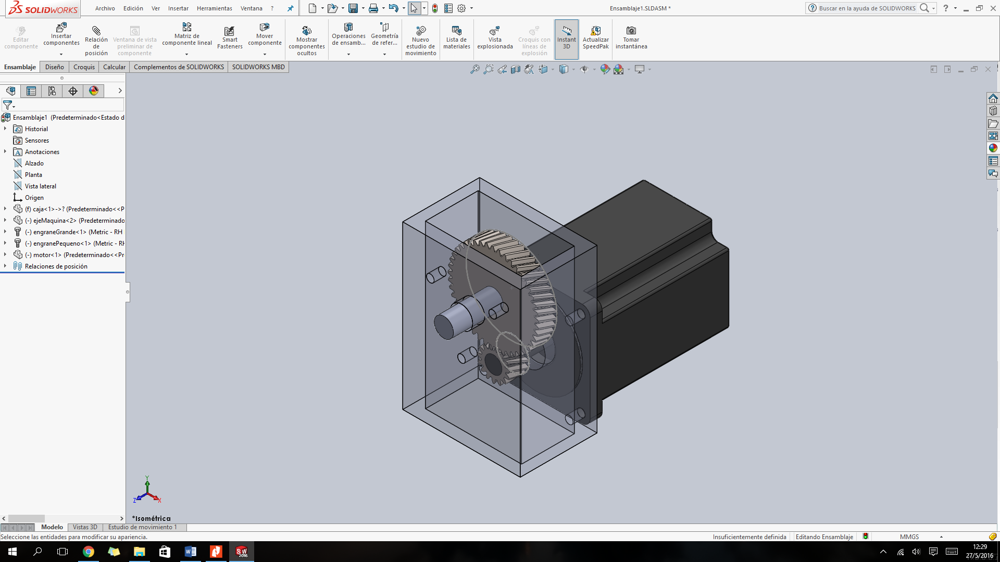 SOLIDWORKS
Archivo Edición Ver Insertar Herramientas Ventana ?
Ensamblaje1.SLDASM *
Buscar en la ayuda de SOLIDWORKS
?
Editar componente
Insertar componentes
Relación de posición
Ventana de vista preliminar de componente
Matriz de componente lineal
Smart Fasteners
Mover componente
Mostrar componentes ocultos
Operaciones de ensamb...
Geometría de refer...
Nuevo estudio de movimiento
Lista de materiales
Vista explosionada
Croquis con líneas de explosión
Instant 3D
Actualizar SpeedPak
Tomar instantánea
Ensamblaje Diseño Croquis Calcular Complementos de SOLIDWORKS SOLIDWORKS MBD
Ensamblaje1 (Predeterminado<Estado d
Historial
Sensores
Anotaciones
Alzado
Planta
Vista lateral
Origen
(f) caja<1>->? (Predeterminado<<P
(-) ejeMaquina<2> (Predeterminado
(-) engraneGrande<1> (Metric - RH
(-) engranePequeno<1> (Metric - RH
(-) motor<1> (Predeterminado<<Pr
Relaciones de posición
Y
Z
X
*Isométrica
Modelo Vistas 3D Estudio de movimiento 1
Seleccione las entidades para modificar su apariencia.
Insuficientemente definida Editando Ensamblaje MMGS
SW 2016
12:29
27/5/2016